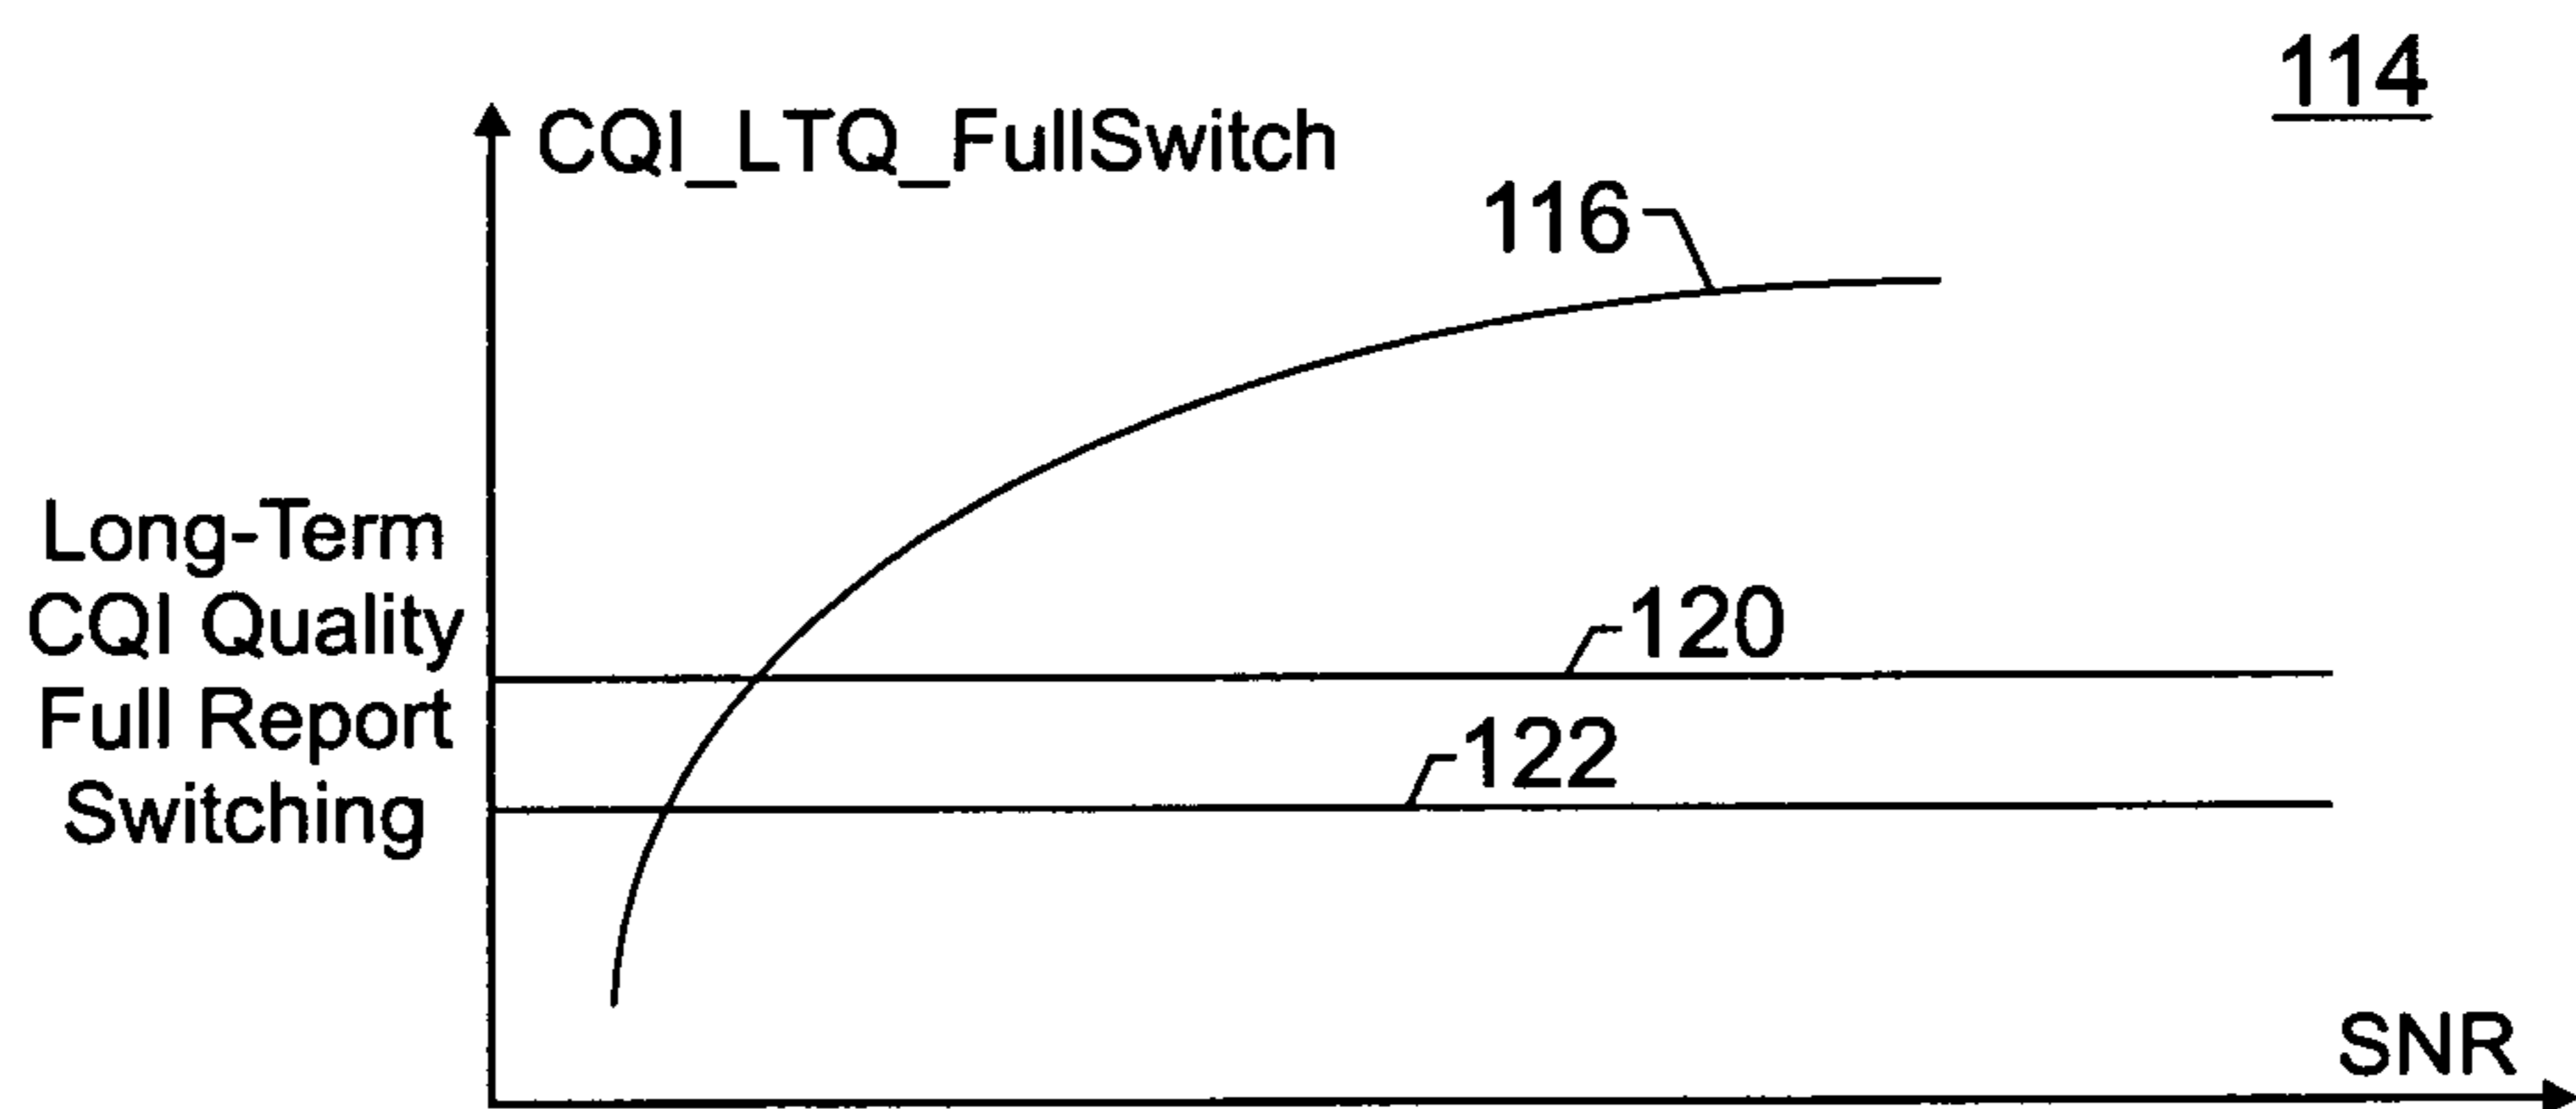 114
CQI_LTQ_FullSwitch
116
Long-Term
CQI Quality
Full Report
Switching
120
122
SNR